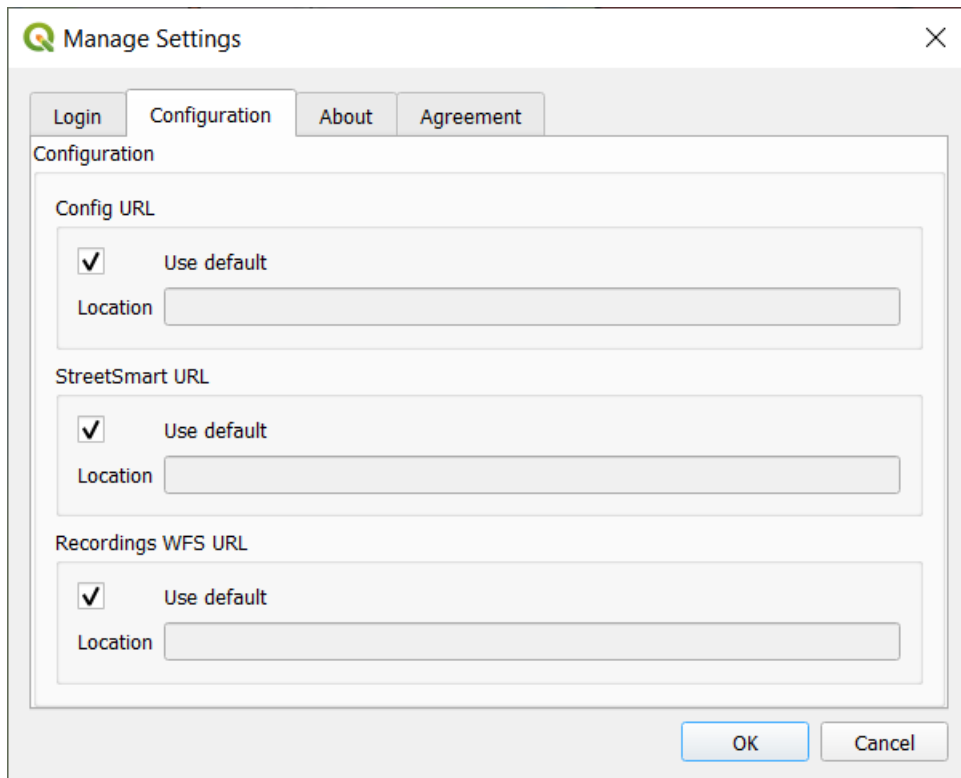 Manage Settings
Login Configuration About Agreement
Configuration
Config URL
Use default
Location
StreetSmart URL
Use default
Location
Recordings WFS URL
Use default
Location
OK Cancel